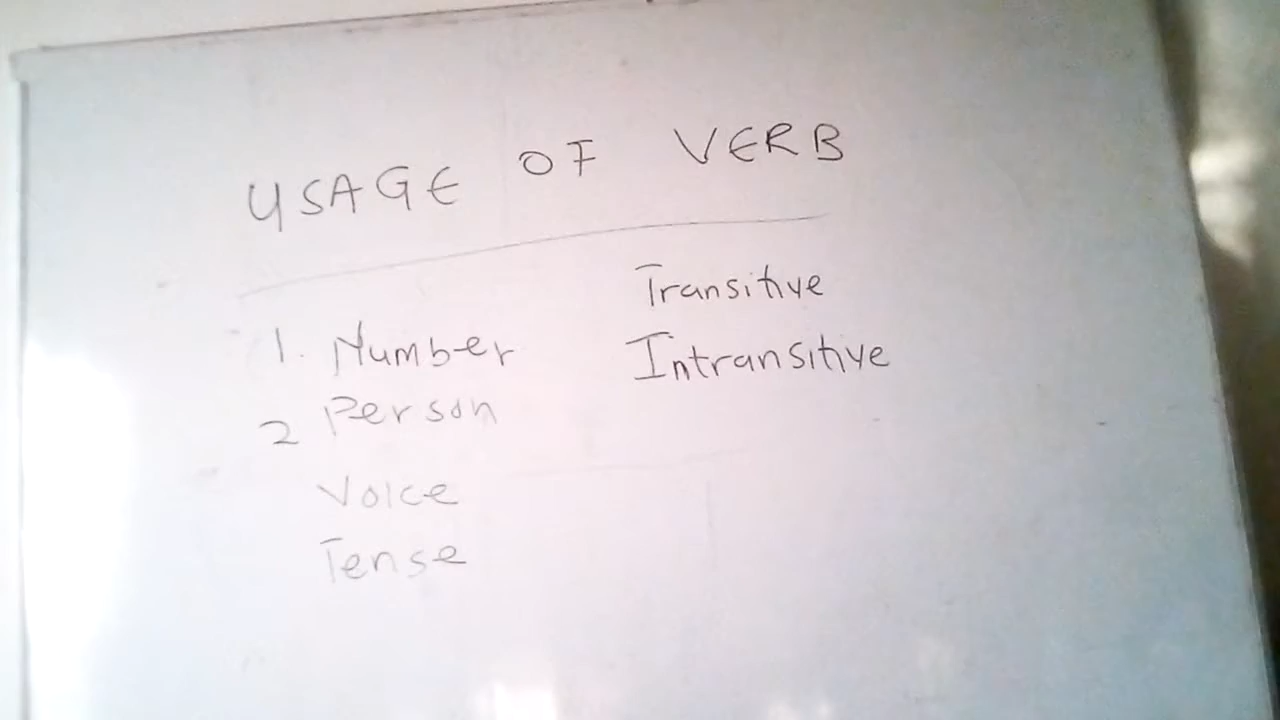 USAGE OF VERB
1. Number
2 Person
Voice
Tense
Transitive
Intransitive